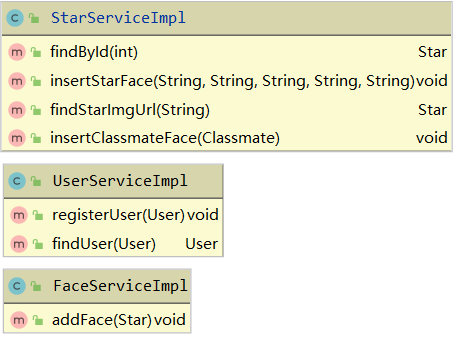 StarServiceImpl
findById(int) Star
insertStarFace(String, String, String, String, String) void
findStarImgUrl(String) Star
insertClassmateFace(Classmate) void
UserServiceImpl
registerUser(User) void
findUser(User) User
FaceServiceImpl
addFace(Star) void